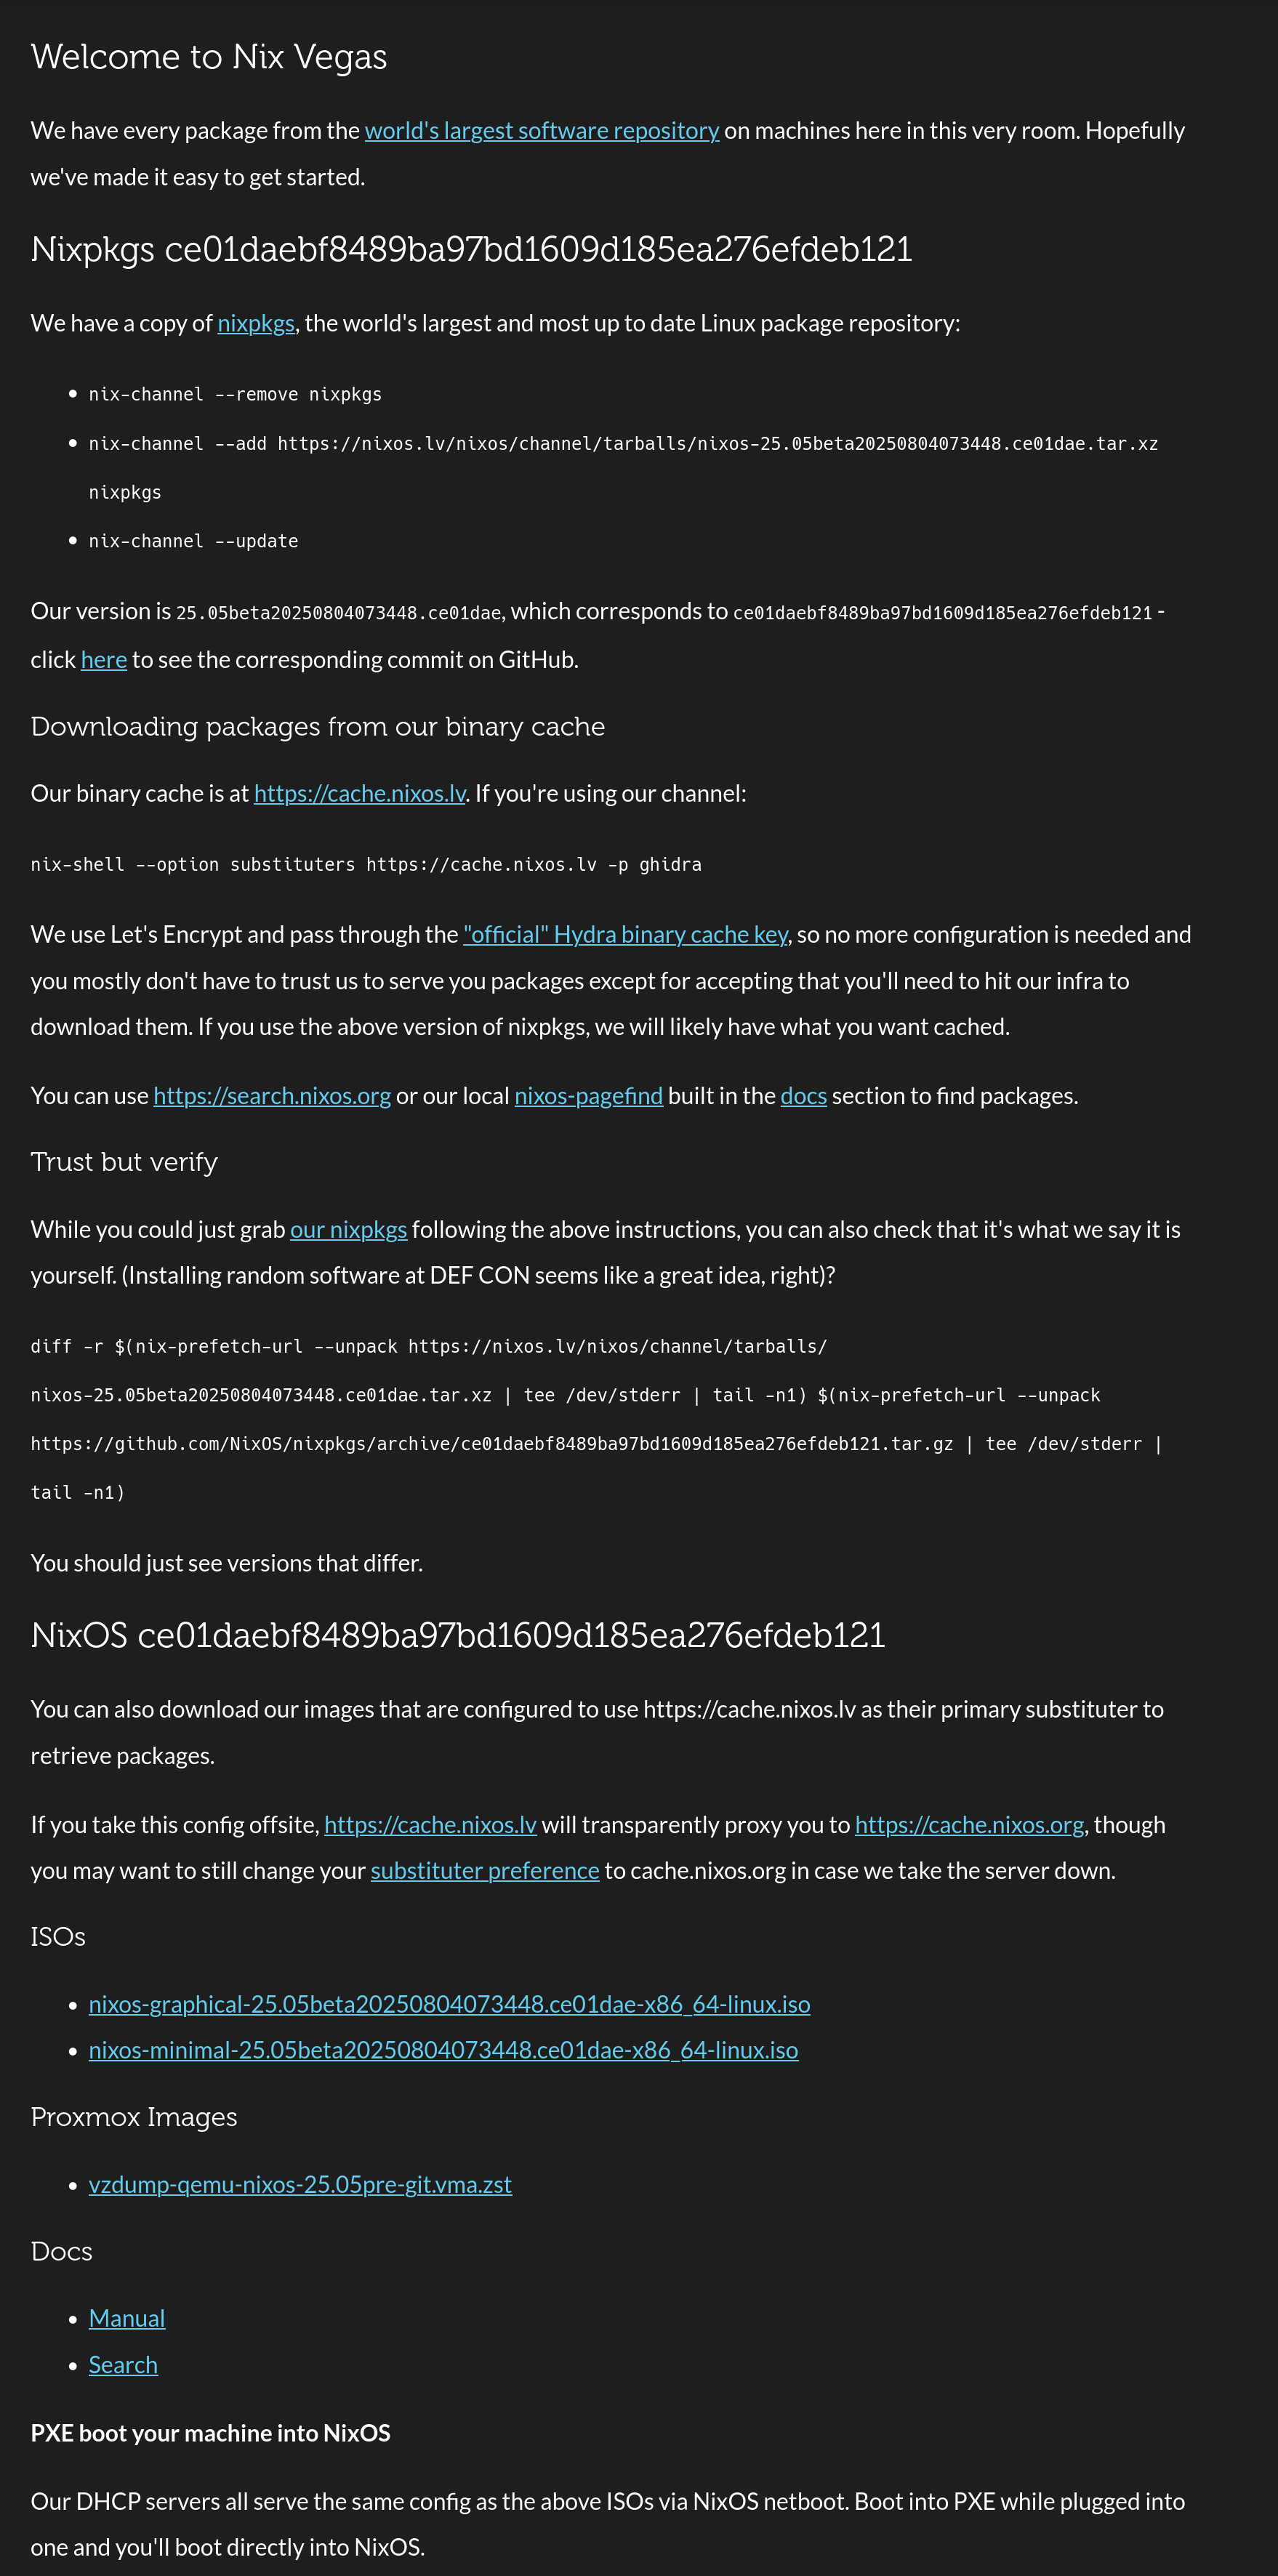 Welcome to Nix Vegas
We have every package from the world's largest software repository on machines here in this very room. Hopefully
we've made it easy to get started.
Nixpkgs ce01daebf8489ba97bd1609d185ea276efdeb121
We have a copy of nixpkgs, the world's largest and most up to date Linux package repository:
• nix-channel --remove nixpkgs
• nix-channel --add https://nixos.lv/nixos/channel/tarballs/nixos-25.05beta20250804073448.ce01dae.tar.xz
nixpkgs
• nix-channel --update
Our version is 25.05beta20250804073448.ce01dae, which corresponds to ce01daebf8489ba97bd1609d185ea276efdeb121 -
click here to see the corresponding commit on GitHub.
Downloading packages from our binary cache
Our binary cache is at https://cache.nixos.lv. If you're using our channel:
nix-shell --option substituters https://cache.nixos.lv -p ghidra
We use Let's Encrypt and pass through the "official" Hydra binary cache key, so no more configuration is needed and
you mostly don't have to trust us to serve you packages except for accepting that you'll need to hit our infra to
download them. If you use the above version of nixpkgs, we will likely have what you want cached.
You can use https://search.nixos.org or our local nixos-pagefind built in the docs section to find packages.
Trust but verify
While you could just grab our nixpkgs following the above instructions, you can also check that it's what we say it is
yourself. (Installing random software at DEF CON seems like a great idea, right)?
diff -r $(nix-prefetch-url --unpack https://nixos.lv/nixos/channel/tarballs/
nixos-25.05beta20250804073448.ce01dae.tar.xz | tee /dev/stderr | tail -n1) $(nix-prefetch-url --unpack
https://github.com/NixOS/nixpkgs/archive/ce01daebf8489ba97bd1609d185ea276efdeb121.tar.gz | tee /dev/stderr |
tail -n1)
You should just see versions that differ.
NixOS ce01daebf8489ba97bd1609d185ea276efdeb121
You can also download our images that are configured to use https://cache.nixos.lv as their primary substituter to
retrieve packages.
If you take this config offsite, https://cache.nixos.lv will transparently proxy you to https://cache.nixos.org, though
you may want to still change your substituter preference to cache.nixos.org in case we take the server down.
ISOs
• nixos-graphical-25.05beta20250804073448.ce01dae-x86_64-linux.iso
• nixos-minimal-25.05beta20250804073448.ce01dae-x86_64-linux.iso
Proxmox Images
• vzdump-qemu-nixos-25.05pre-git.vma.zst
Docs
• Manual
• Search
PXE boot your machine into NixOS
Our DHCP servers all serve the same config as the above ISOs via NixOS netboot. Boot into PXE while plugged into
one and you'll boot directly into NixOS.